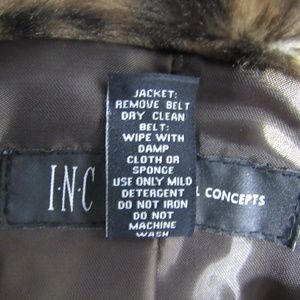 JACKET:
REMOVE BELT
DRY CLEAN
BELT:
WIPE WITH
DAMP
CLOTH OR
SPONGE
USE ONLY MILD
DETERGENT
DO NOT IRON
DO NOT
MACHINE
WASH
I·N·C
L CONCEPTS